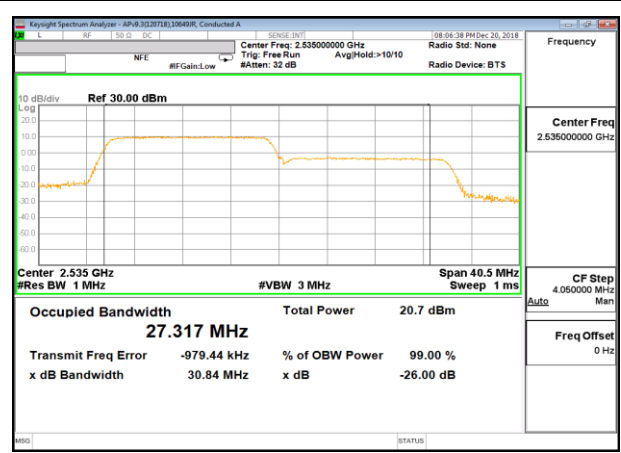 Keysight Spectrum Analyzer - APv9.3(120718),10649JR, Conducted A
L RF 50 Ω DC SENSE:INT 08:06:38 PM Dec 20, 2018
Center Freq: 2.535000000 GHz Radio Std: None
NFE Trig: Free Run Avg|Hold:>10/10
#IFGain:Low #Atten: 32 dB Radio Device: BTS
Frequency
10 dB/div Ref 30.00 dBm
Log
20.0
10.0
0.00
-10.0
-20.0
-30.0
-40.0
-50.0
-60.0
Center 2.535 GHz Span 40.5 MHz
#Res BW 1 MHz #VBW 3 MHz Sweep 1 ms
Occupied Bandwidth Total Power 20.7 dBm
27.317 MHz
Transmit Freq Error -979.44 kHz % of OBW Power 99.00 %
x dB Bandwidth 30.84 MHz x dB -26.00 dB
Center Freq
2.535000000 GHz
CF Step
4.050000 MHz
Auto Man
Freq Offset
0 Hz
MSG STATUS